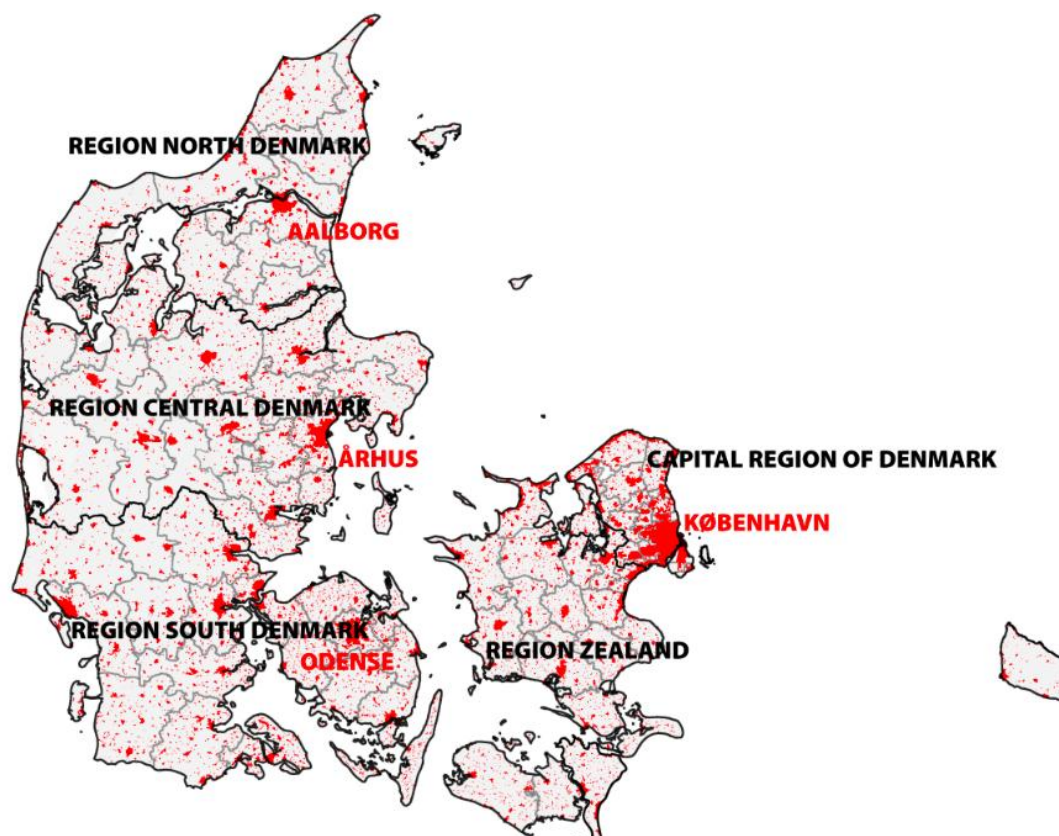 REGION NORTH DENMARK
AALBORG
REGION CENTRAL DENMARK
ÅRHUS
CAPITAL REGION OF DENMARK
KØBENHAVN
REGION SOUTH DENMARK
ODENSE
REGION ZEALAND